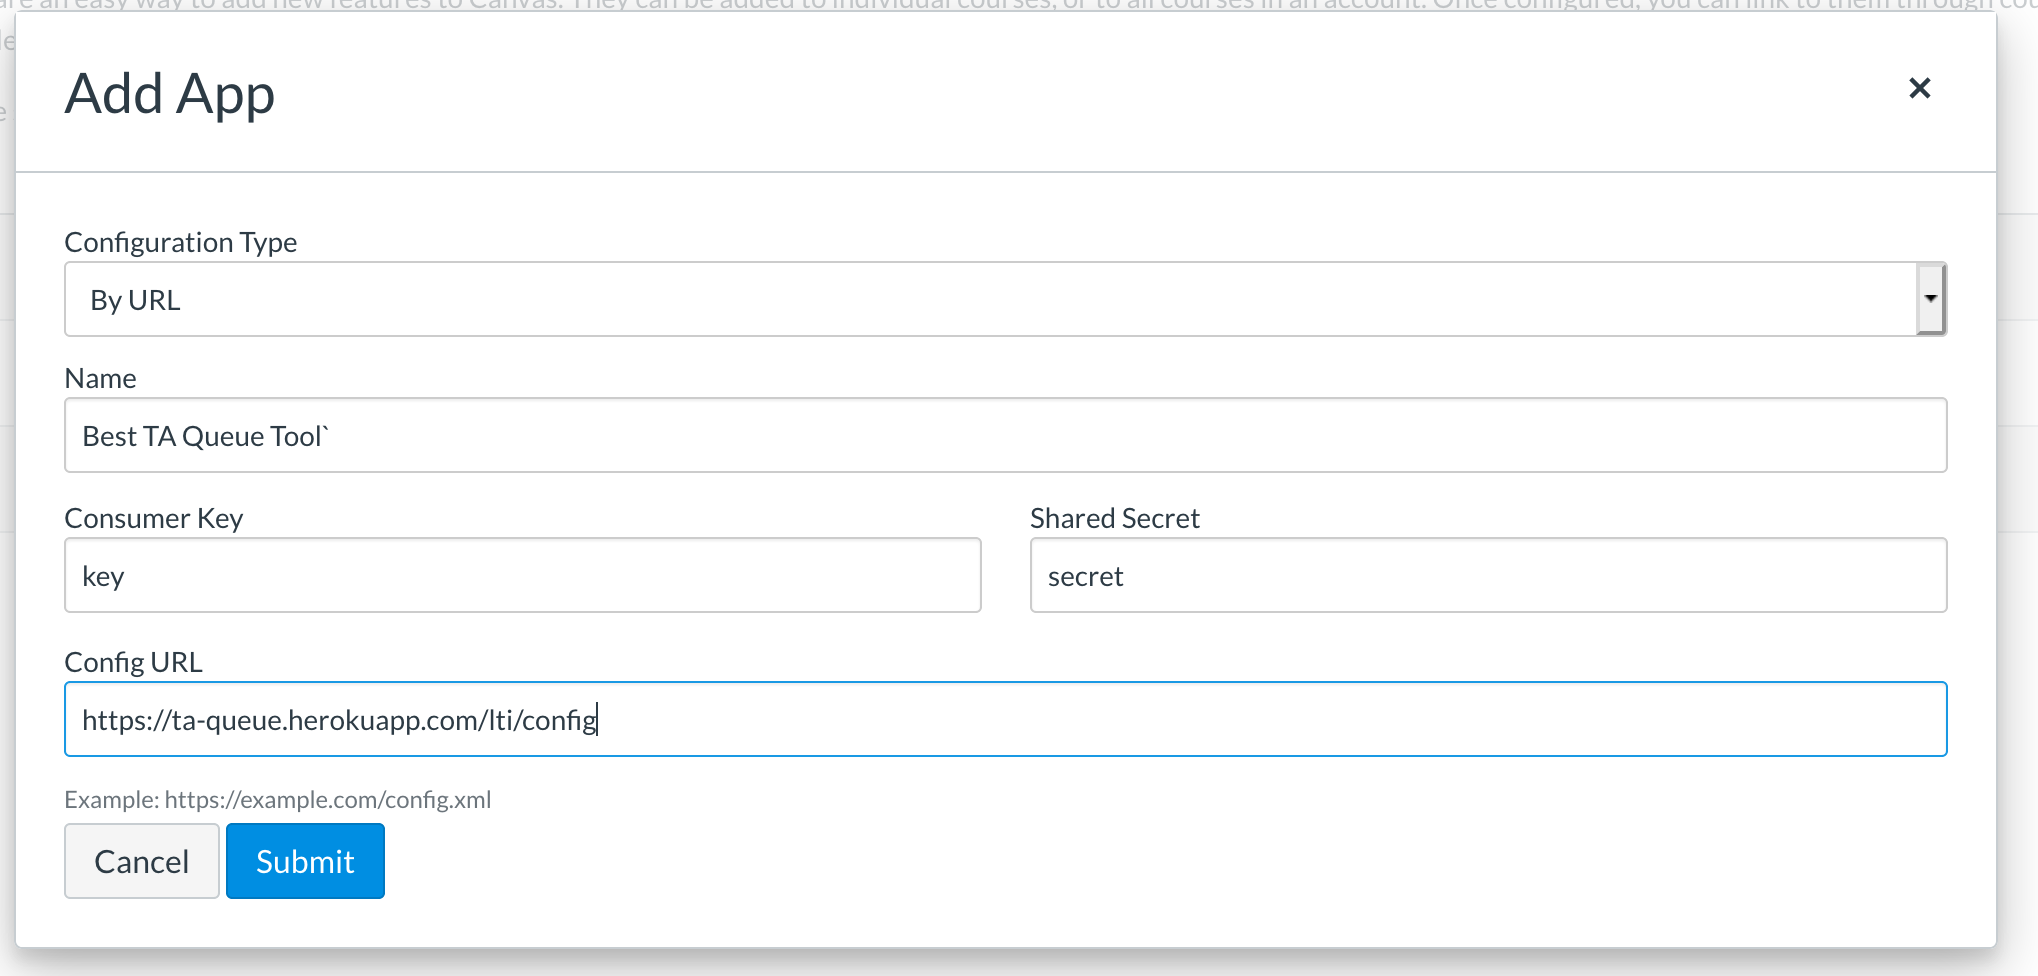 are an easy way to add new features to Canvas. They can be added to individual courses, or to all courses in an account. Once configured, you can link to them through cou
Add App
Configuration Type
By URL
Name
Best TA Queue Tool`
Consumer Key
Shared Secret
key
secret
Config URL
https://ta-queue.herokuapp.com/lti/config
Example: https://example.com/config.xml
Cancel
Submit